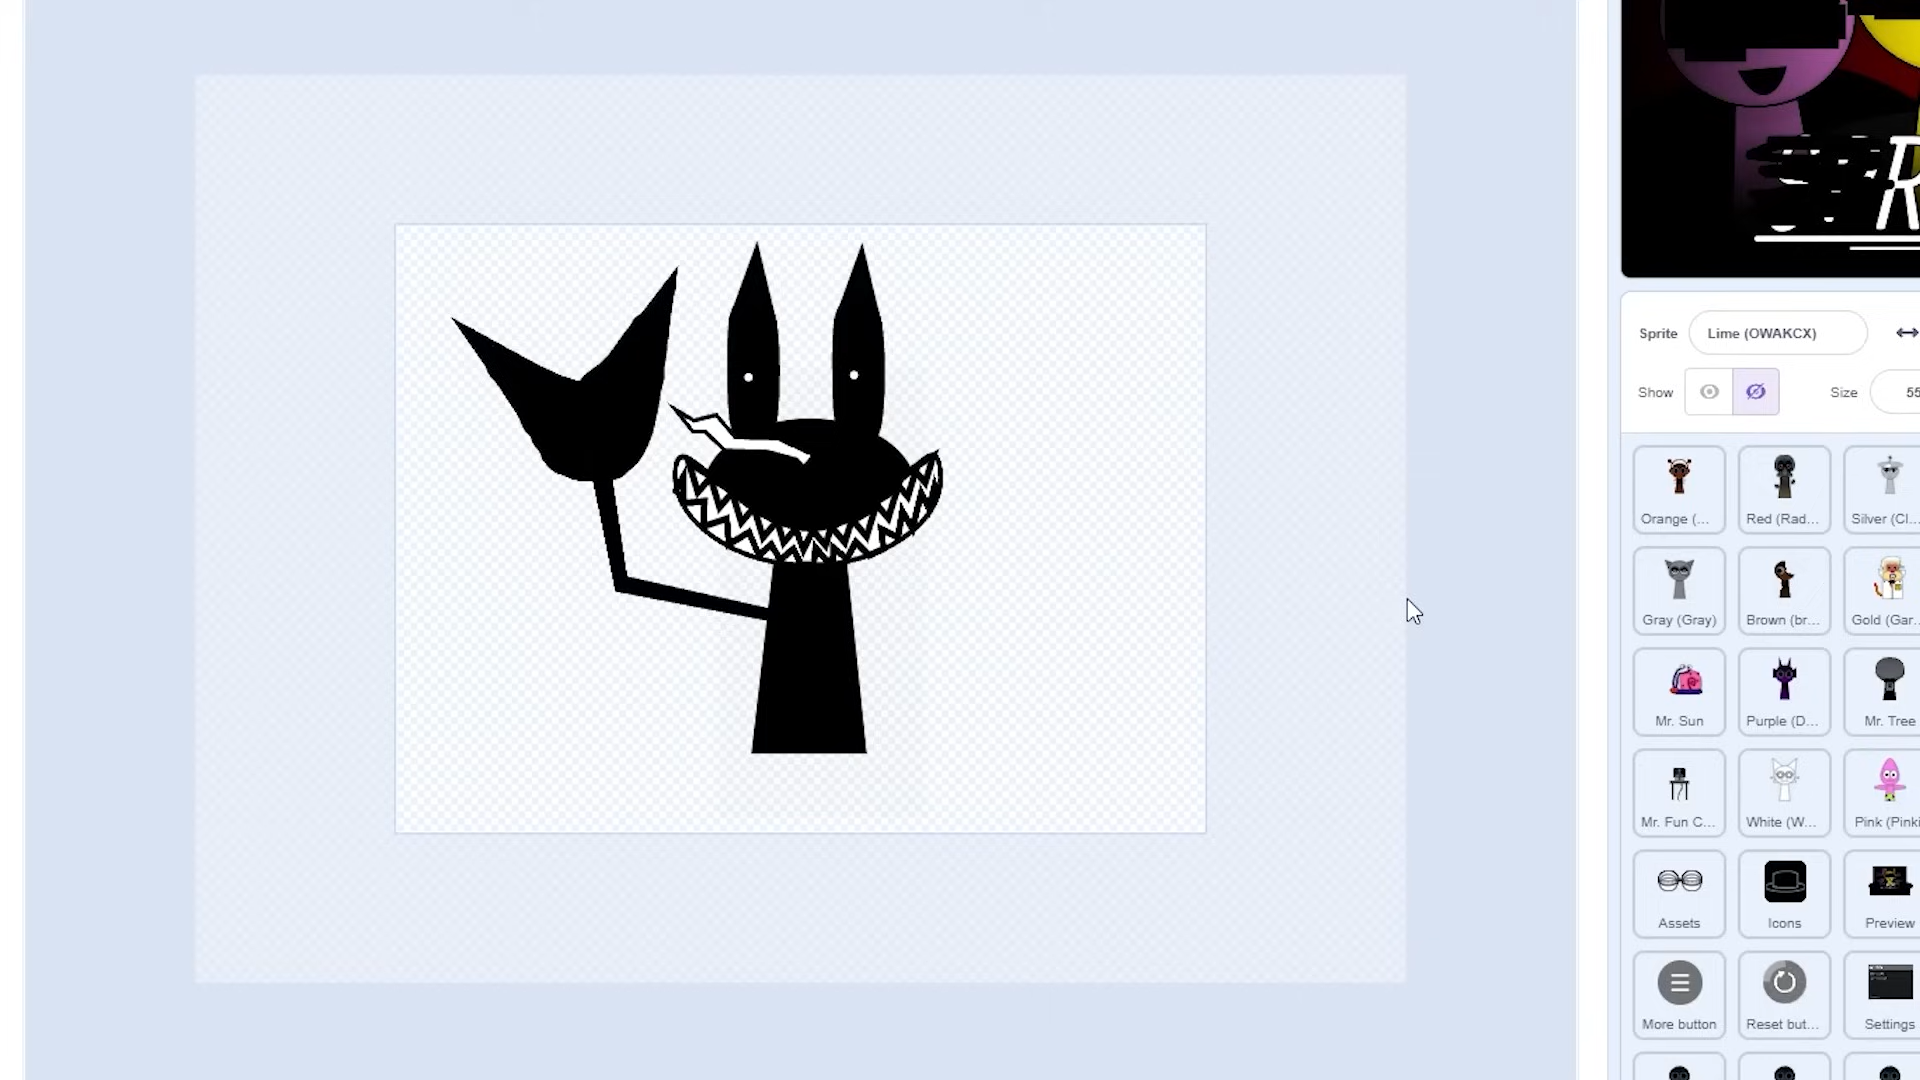 Sprite
Lime (OWAKCX)
Show
Size
55
Orange (...
Red (Rad...
Silver (Cl...
Gray (Gray)
Brown (br...
Gold (Gar...
Mr. Sun
Purple (D...
Mr. Tree
Mr. Fun C...
White (W...
Pink (Pinki
Assets
Icons
Preview
More button
Reset but...
Settings